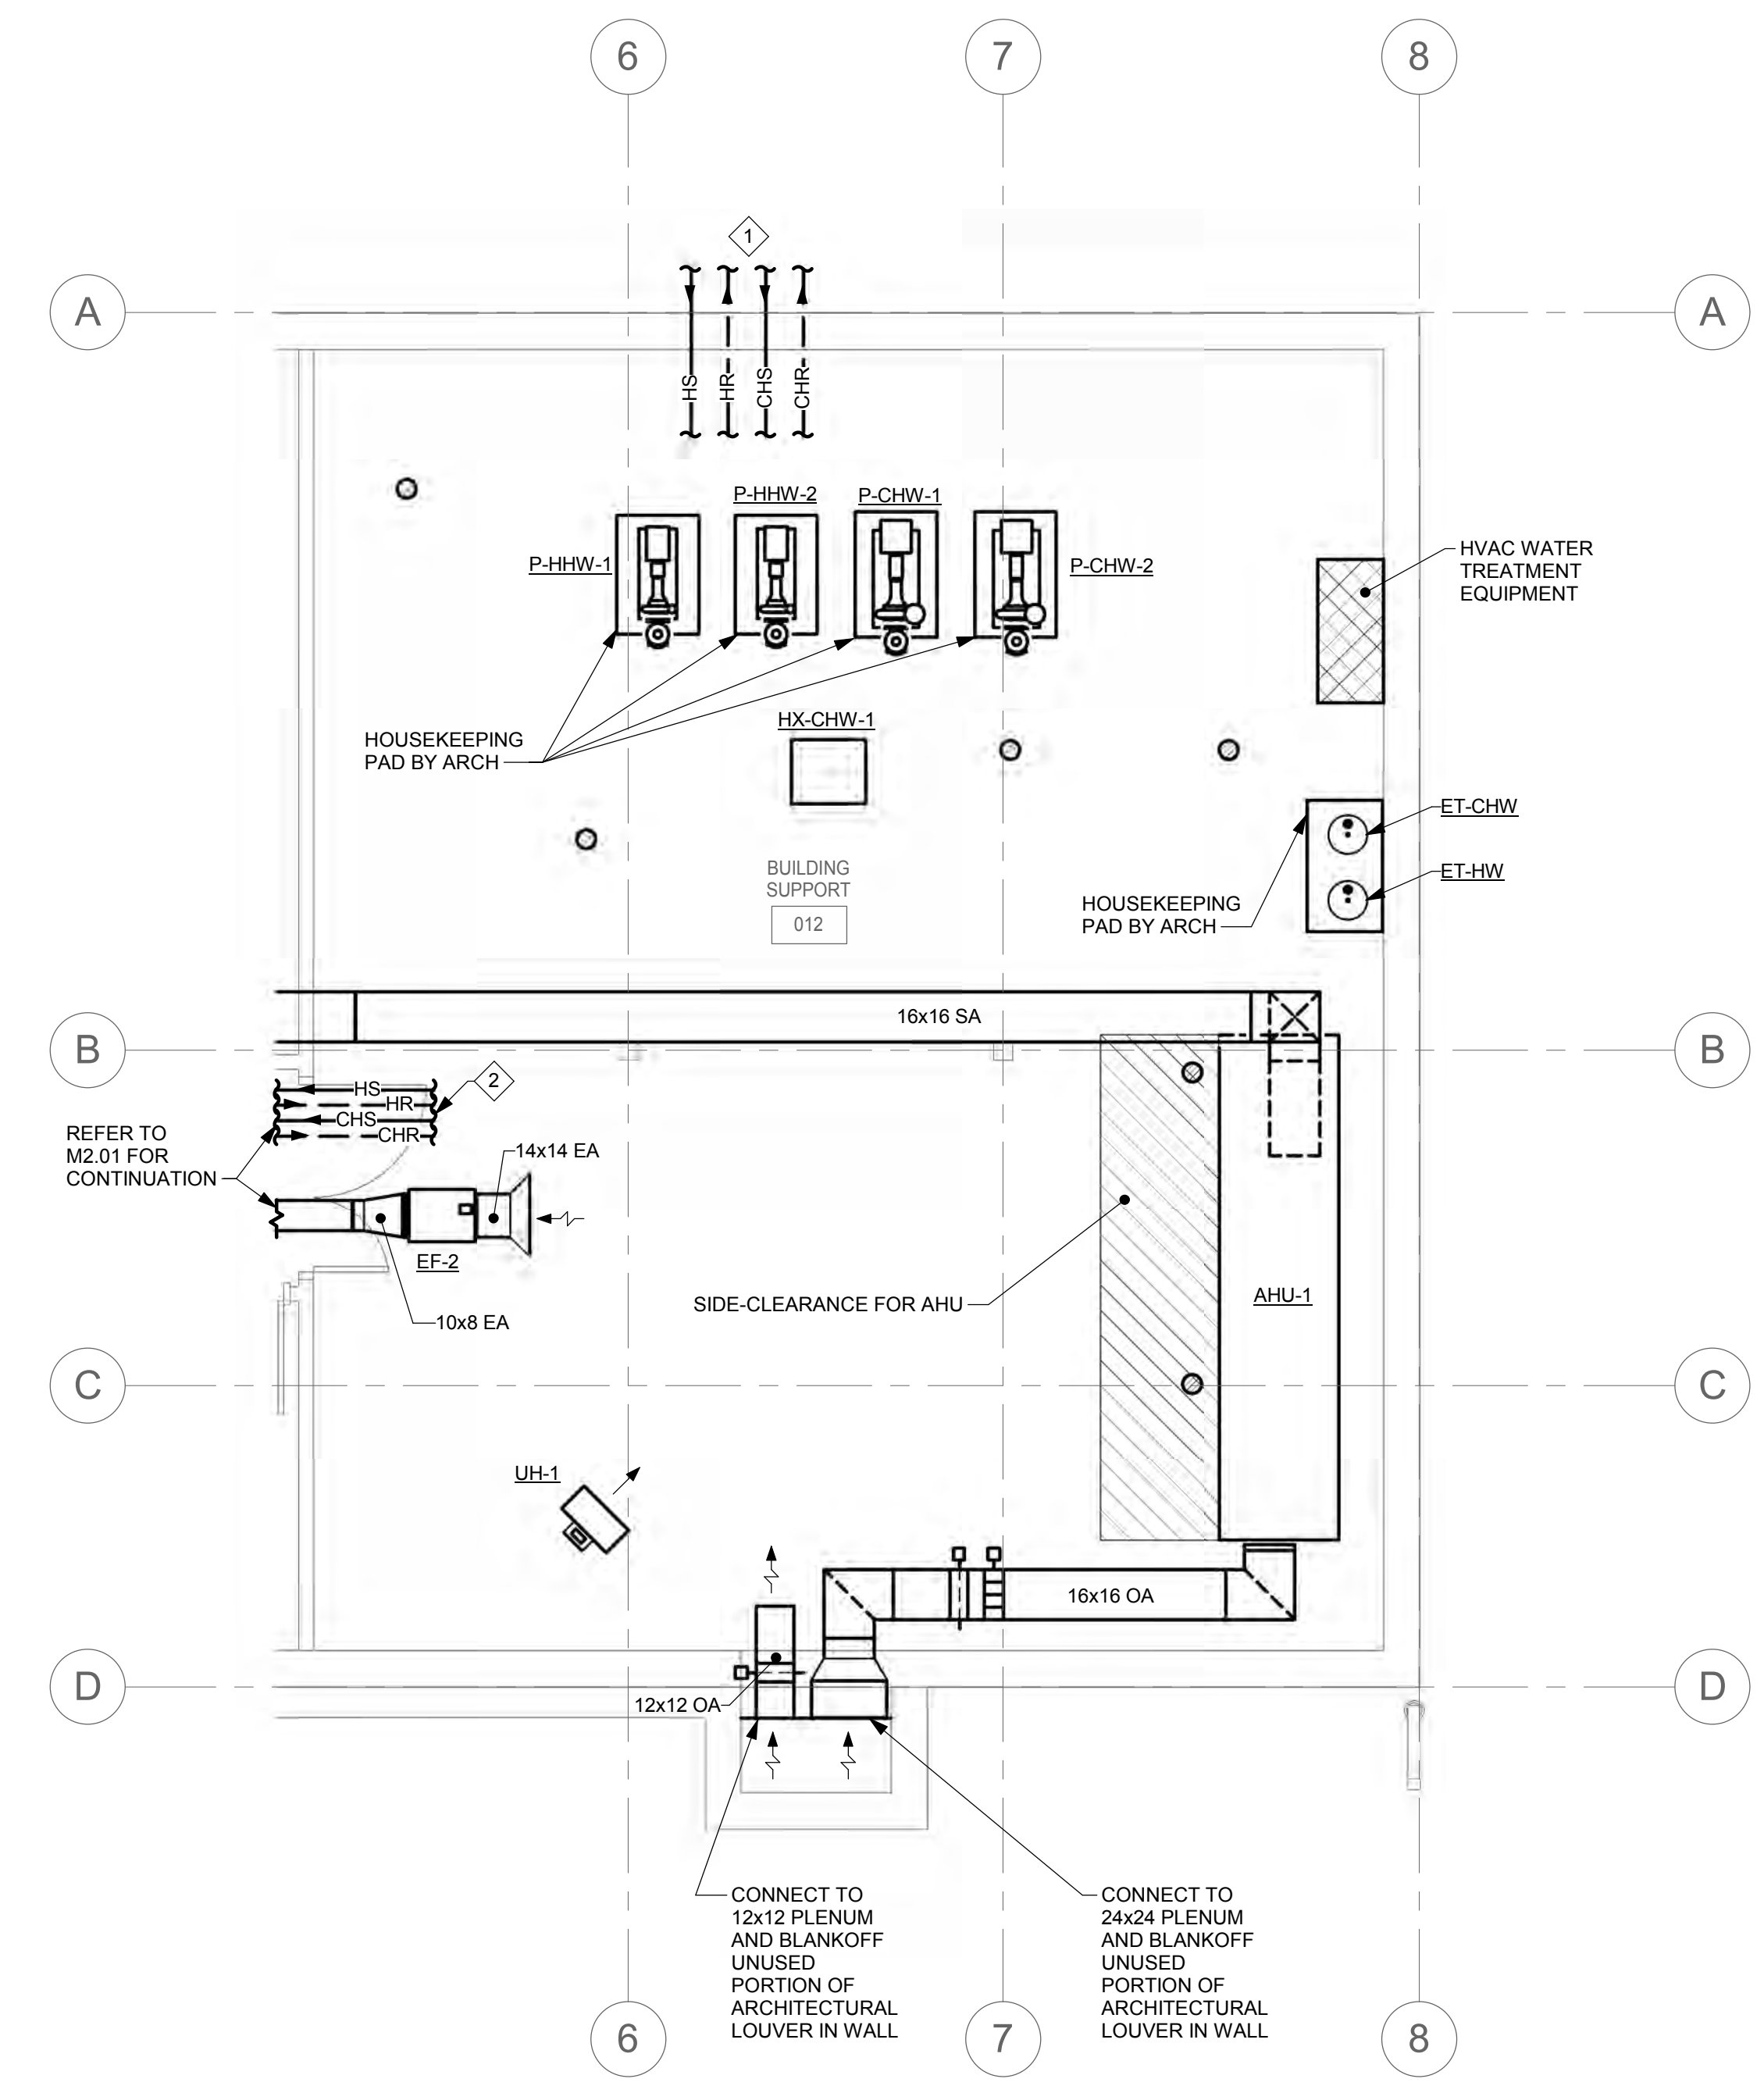 6
7
8
1
A
A
HS
HR
CHS
CHR
P-HHW-2
P-CHW-1
P-HHW-1
P-CHW-2
HVAC WATER
TREATMENT
EQUIPMENT
HX-CHW-1
HOUSEKEEPING
PAD BY ARCH
ET-CHW
ET-HW
BUILDING
SUPPORT
012
HOUSEKEEPING
PAD BY ARCH
16x16 SA
B
B
2
HS
HR
CHS
CHR
REFER TO
M2.01 FOR
CONTINUATION
14x14 EA
EF-2
10x8 EA
SIDE-CLEARANCE FOR AHU
AHU-1
C
C
UH-1
16x16 OA
D
D
12x12 OA
CONNECT TO
12x12 PLENUM
AND BLANKOFF
UNUSED
PORTION OF
ARCHITECTURAL
LOUVER IN WALL
CONNECT TO
24x24 PLENUM
AND BLANKOFF
UNUSED
PORTION OF
ARCHITECTURAL
LOUVER IN WALL
6
7
8